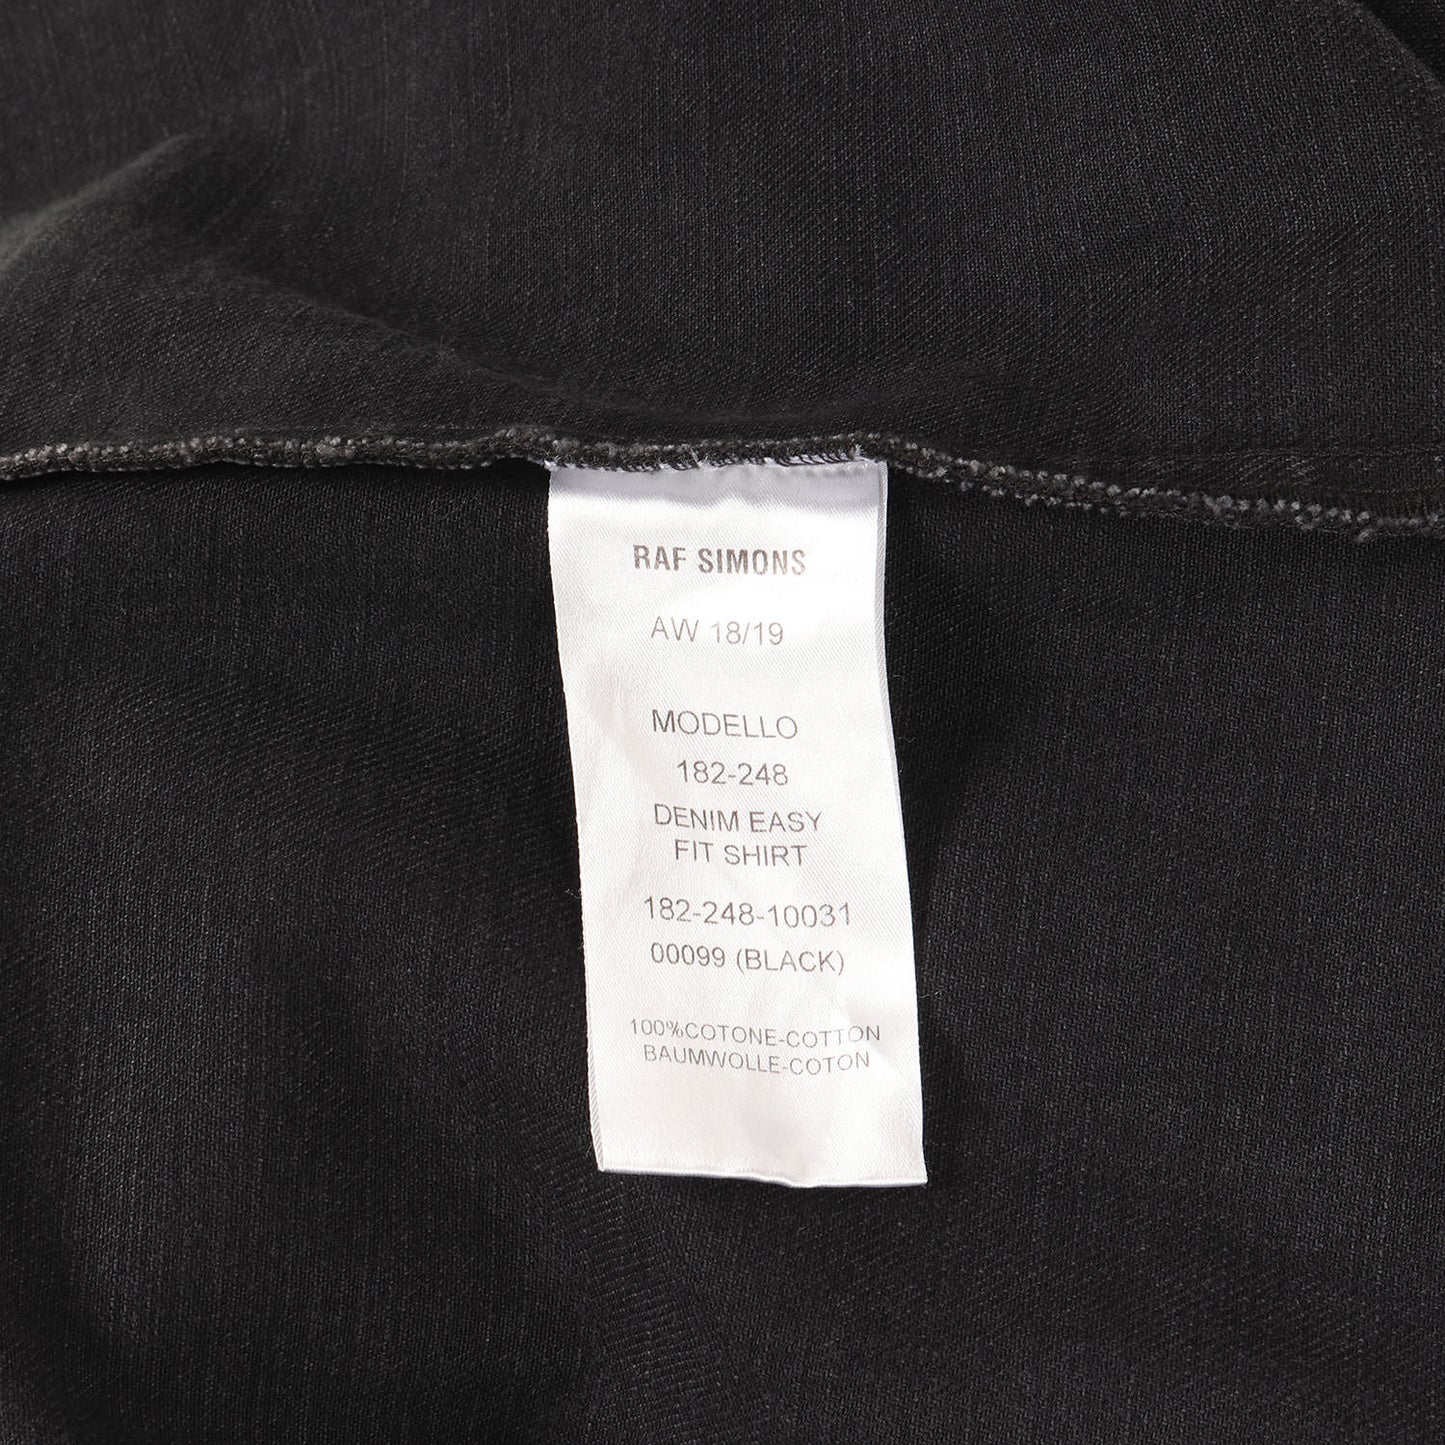 RAF SIMONS
AW 18/19
MODELLO
182-248
DENIM EASY
FIT SHIRT
182-248-10031
00099 (BLACK)
100%COTONE-COTTON
BAUMWOLLE-COTON